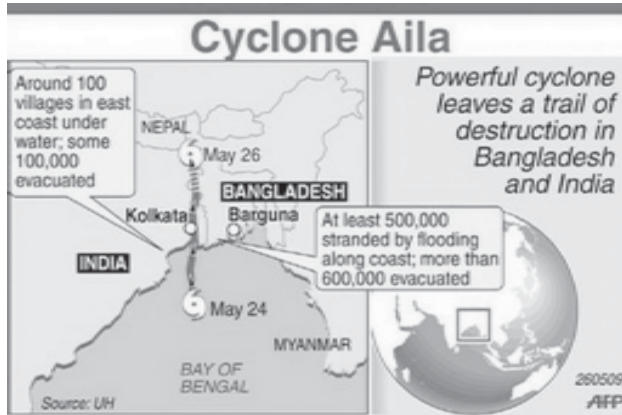 Cyclone Aila
Around 100
villages in east
coast under
water; some
100,000
evacuated
NEPAL
May 26
BANGLADESH
Kolkata
Barguna
INDIA
At least 500,000
stranded by flooding
along coast; more than
600,000 evacuated
May 24
MYANMAR
BAY OF
BENGAL
Source: UH
Powerful cyclone
leaves a trail of
destruction in
Bangladesh
and India
260509
AFP